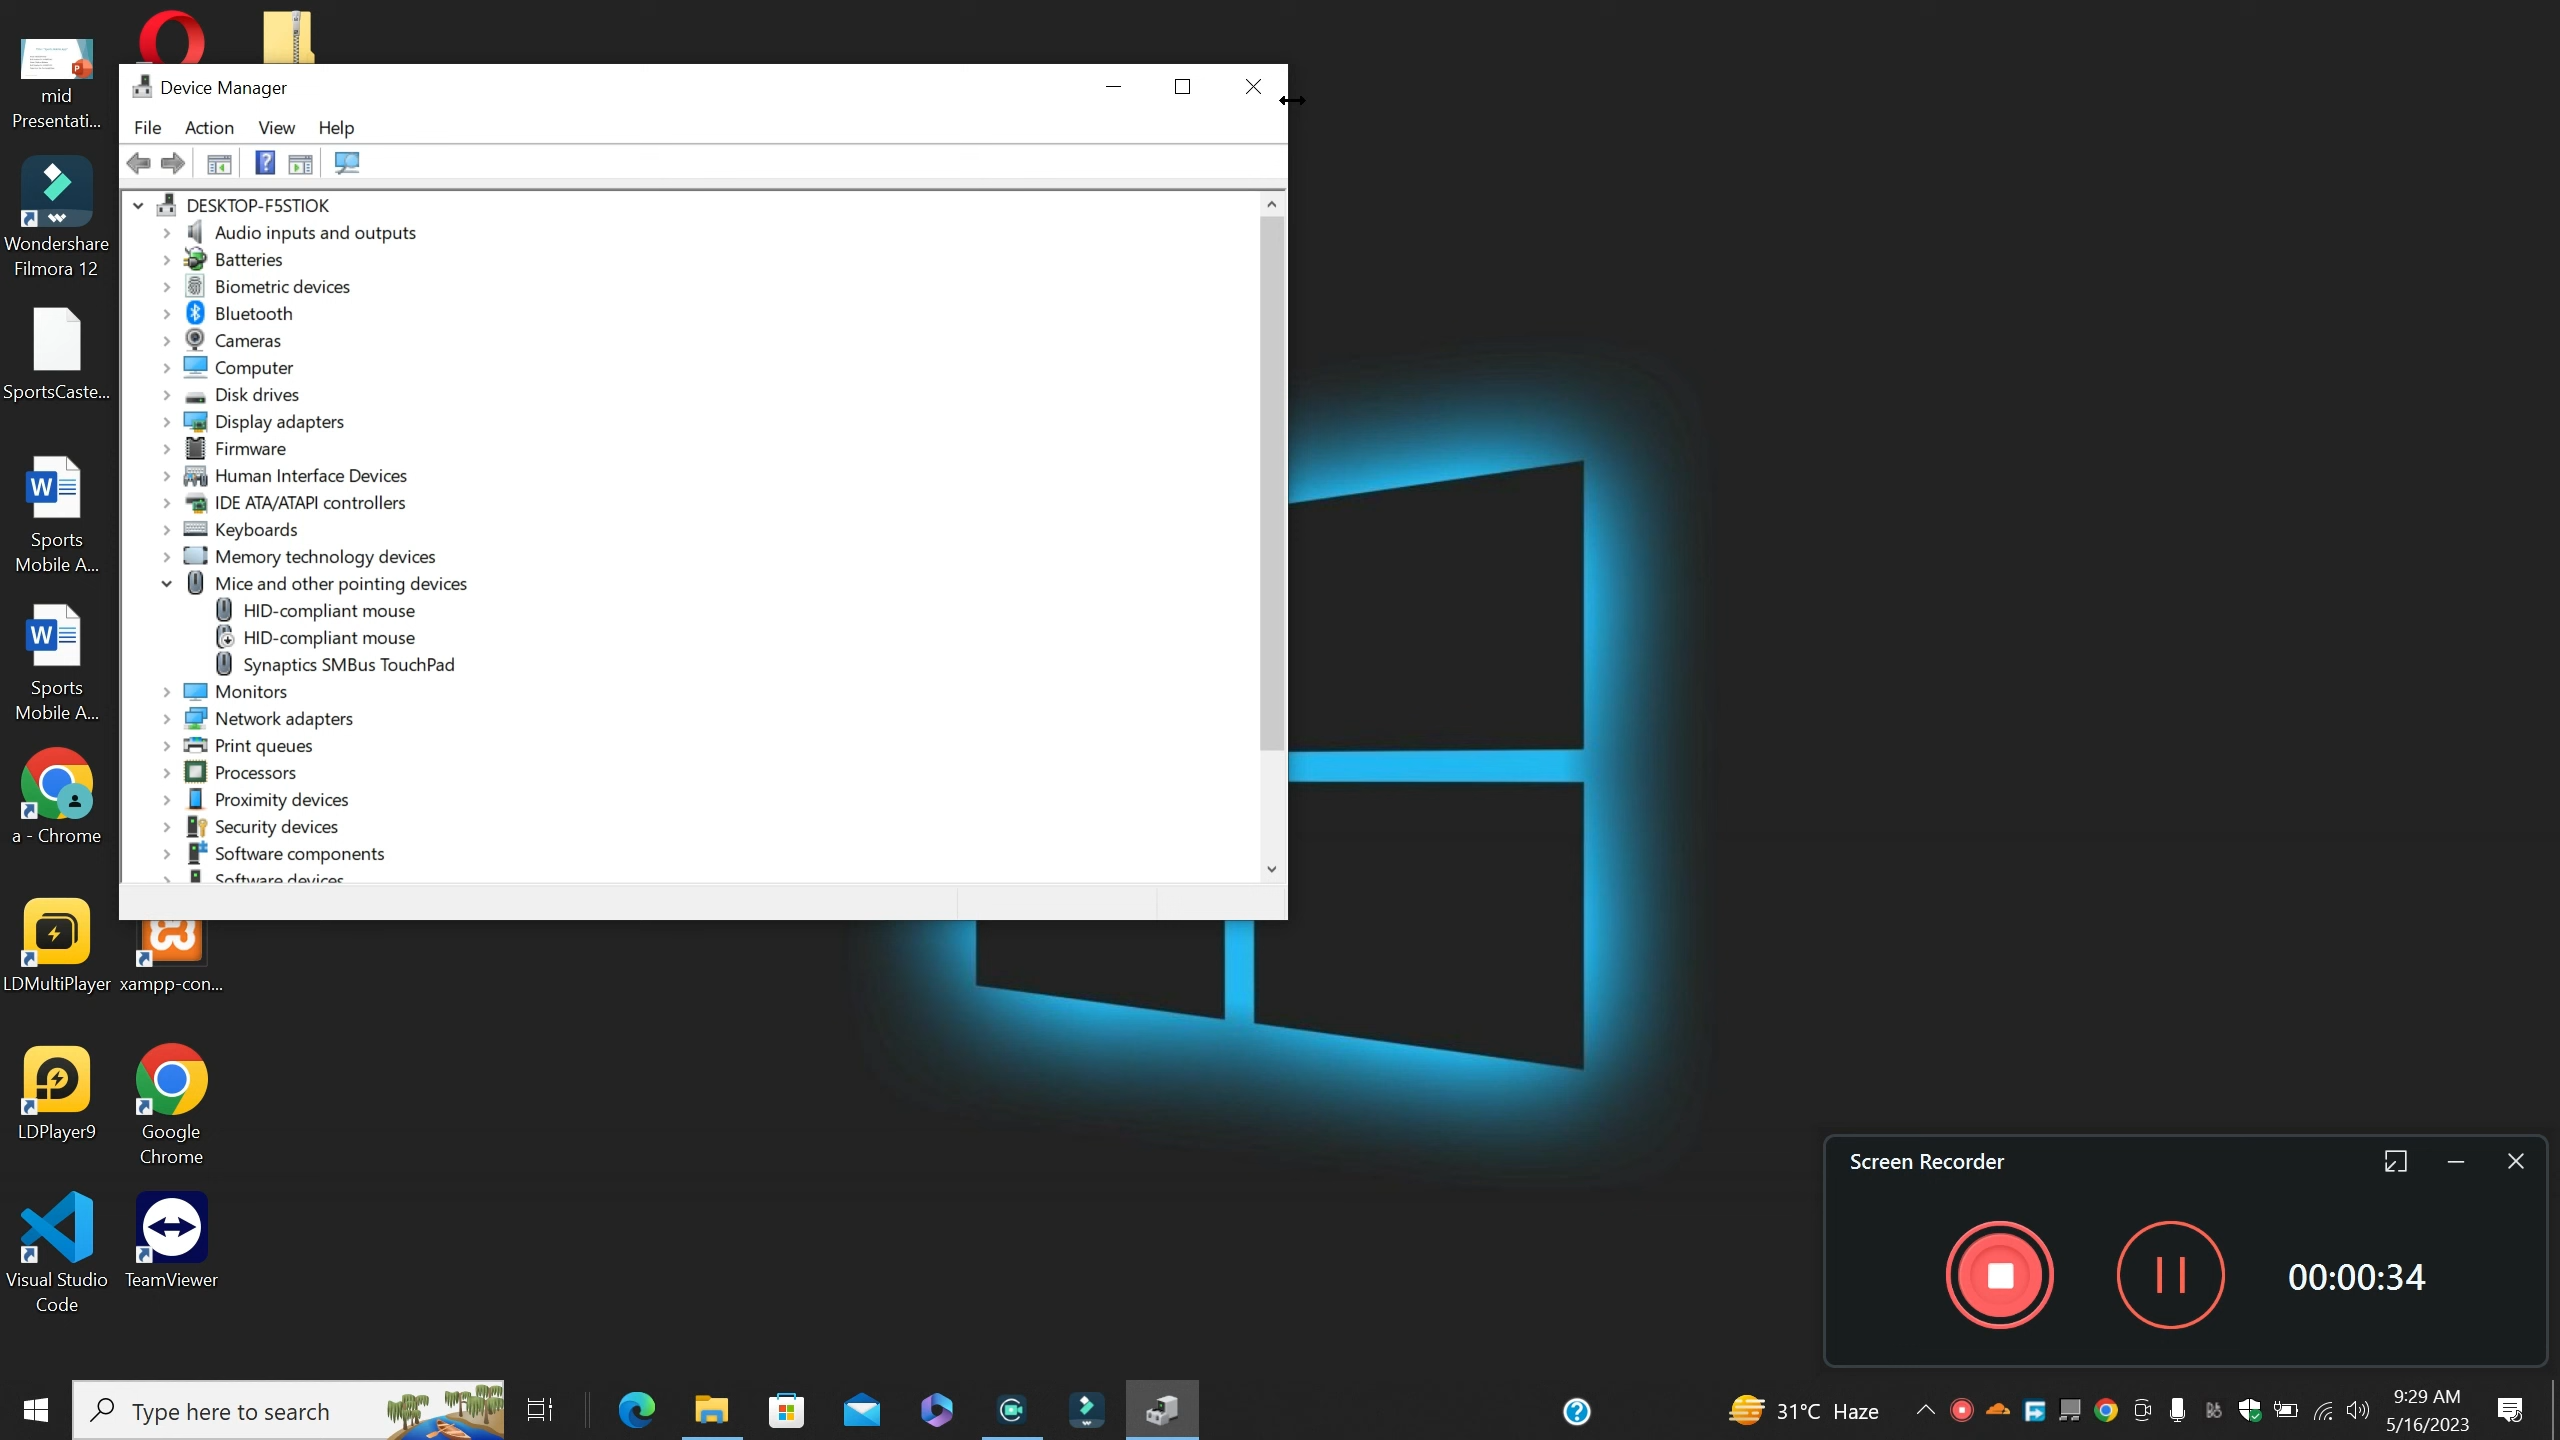 mid
Presentati...
Wondershare
Filmora 12
SportsCaste...
Sports
Mobile A...
Sports
Mobile A...
a - Chrome
LDMultiPlayer
xampp-con...
LDPlayer9
Google
Chrome
Visual Studio
Code
TeamViewer
Device Manager
File Action View Help
DESKTOP-F5STIOK
Audio inputs and outputs
Batteries
Biometric devices
Bluetooth
Cameras
Computer
Disk drives
Display adapters
Firmware
Human Interface Devices
IDE ATA/ATAPI controllers
Keyboards
Memory technology devices
Mice and other pointing devices
HID-compliant mouse
HID-compliant mouse
Synaptics SMBus TouchPad
Monitors
Network adapters
Print queues
Processors
Proximity devices
Security devices
Software components
Software devices
Screen Recorder
00:00:34
Type here to search
31°C Haze
9:29 AM
5/16/2023